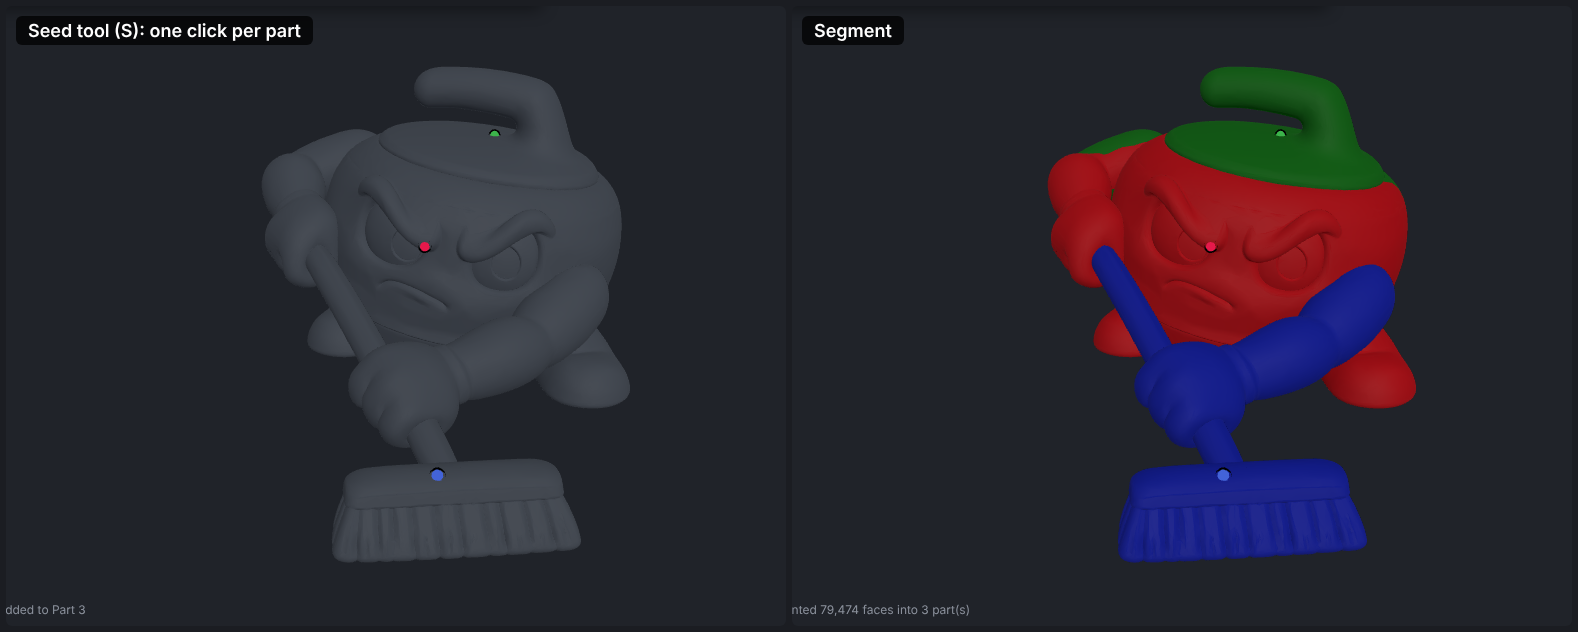 Seed tool (S): one click per part
Segment
dded to Part 3
nted 79,474 faces into 3 part(s)